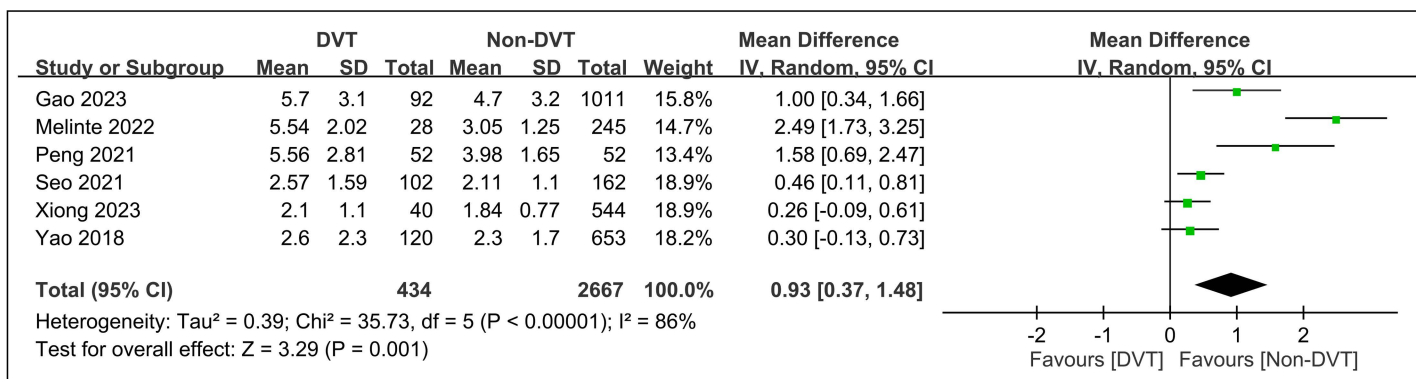 DVT Non-DVT Mean Difference Mean Difference
Study or Subgroup Mean SD Total Mean SD Total Weight IV, Random, 95% CI IV, Random, 95% CI
Gao 2023 5.7 3.1 92 4.7 3.2 1011 15.8% 1.00 [0.34, 1.66]
Melinte 2022 5.54 2.02 28 3.05 1.25 245 14.7% 2.49 [1.73, 3.25]
Peng 2021 5.56 2.81 52 3.98 1.65 52 13.4% 1.58 [0.69, 2.47]
Seo 2021 2.57 1.59 102 2.11 1.1 162 18.9% 0.46 [0.11, 0.81]
Xiong 2023 2.1 1.1 40 1.84 0.77 544 18.9% 0.26 [-0.09, 0.61]
Yao 2018 2.6 2.3 120 2.3 1.7 653 18.2% 0.30 [-0.13, 0.73]
Total (95% CI) 434 2667 100.0% 0.93 [0.37, 1.48]
Heterogeneity: Tau² = 0.39; Chi² = 35.73, df = 5 (P < 0.00001); I² = 86%
Test for overall effect: Z = 3.29 (P = 0.001)
-2 -1 0 1 2
Favours [DVT] Favours [Non-DVT]